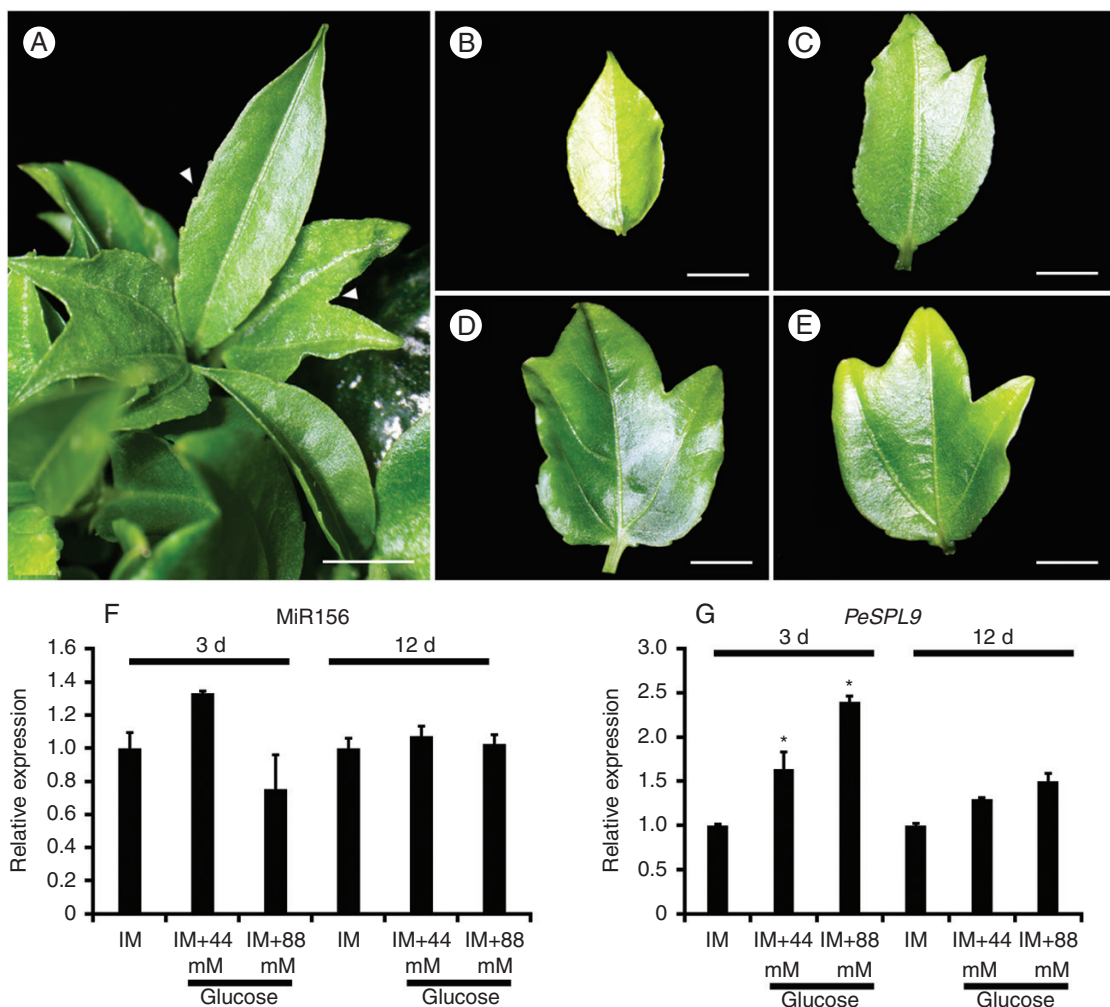 A
B
C
D
E
F
MiR156
3 d
12 d
Relative expression
1.6
1.4
1.2
1.0
0.8
0.6
0.4
0.2
0
IM
IM+44
mM
IM+88
mM
Glucose
IM
IM+44
mM
IM+88
mM
Glucose
G
PeSPL9
3 d
12 d
Relative expression
3.0
2.5
2.0
1.5
1.0
0.5
0
*
*
IM
IM+44
mM
IM+88
mM
Glucose
IM
IM+44
mM
IM+88
mM
Glucose